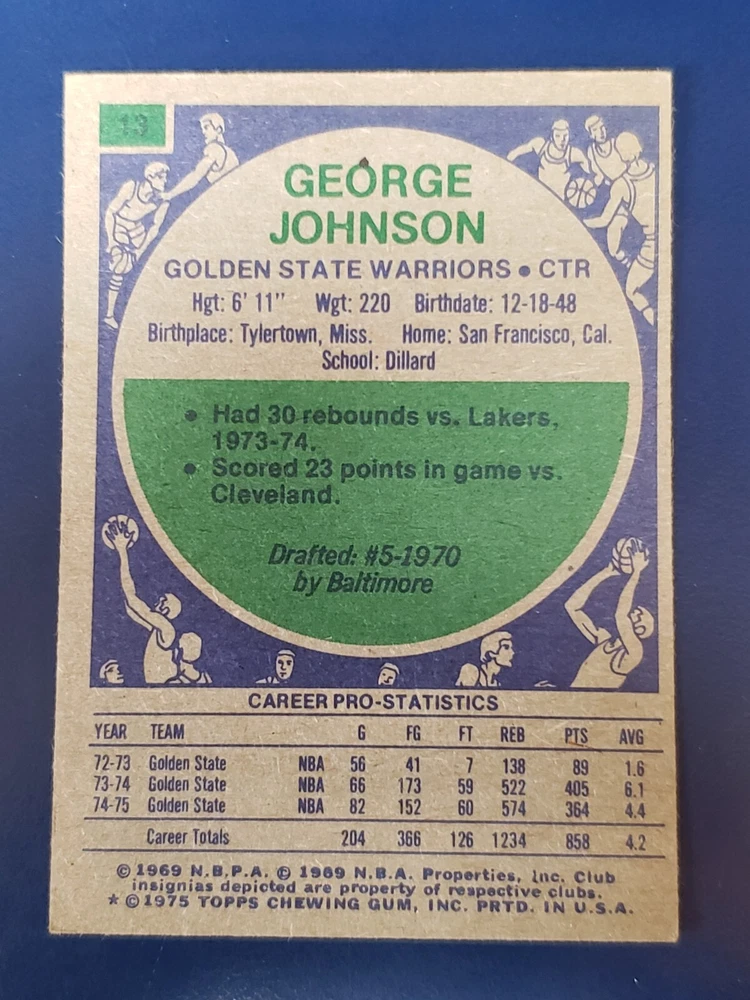 13
GEORGE
JOHNSON
GOLDEN STATE WARRIORS • CTR
Hgt: 6' 11" Wgt: 220 Birthdate: 12-18-48
Birthplace: Tylertown, Miss. Home: San Francisco, Cal.
School: Dillard
• Had 30 rebounds vs. Lakers,
1973-74.
• Scored 23 points in game vs.
Cleveland.
Drafted: #5-1970
by Baltimore
CAREER PRO-STATISTICS
YEAR TEAM G FG FT REB PTS AVG
72-73 Golden State NBA 56 41 7 138 89 1.6
73-74 Golden State NBA 66 173 59 522 405 6.1
74-75 Golden State NBA 82 152 60 574 364 4.4
Career Totals 204 366 126 1234 858 4.2
© 1969 N.B.P.A. © 1969 N.B.A. Properties, Inc. Club
insignias depicted are property of respective clubs.
* © 1975 TOPPS CHEWING GUM, INC. PRTD. IN U.S.A.